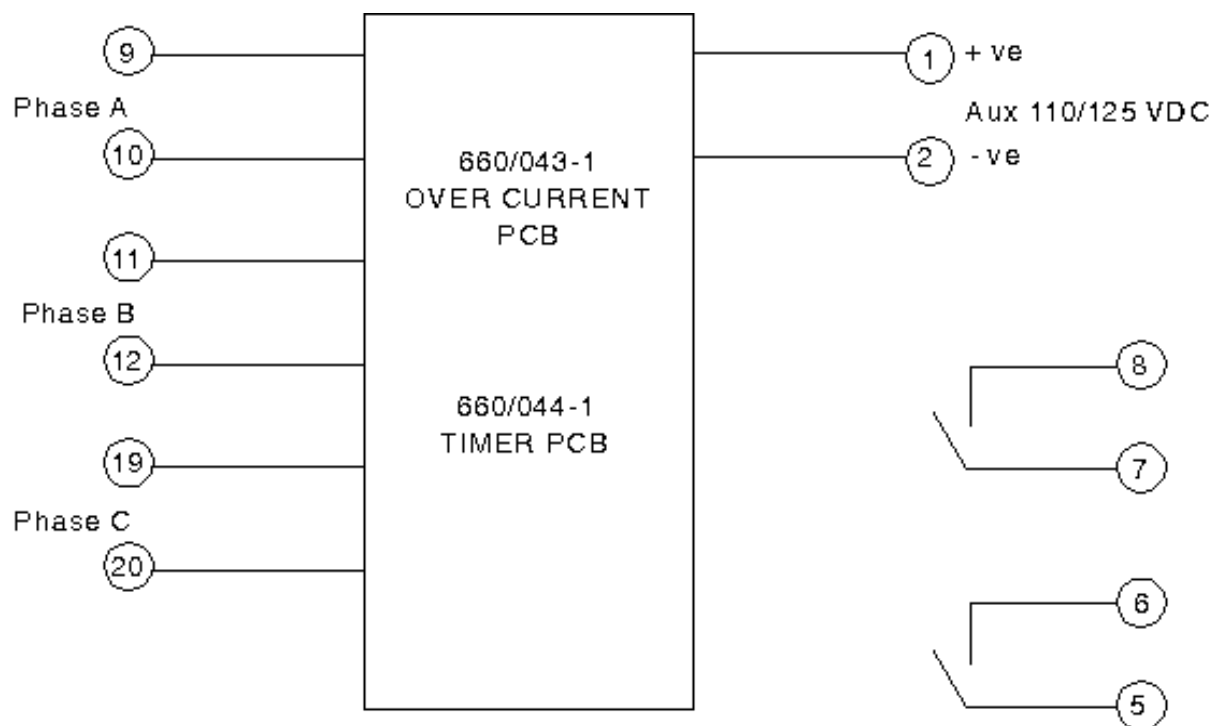 9
Phase A
10
11
Phase B
12
19
Phase C
20
660/043-1
OVER CURRENT
PCB
660/044-1
TIMER PCB
1 + ve
Aux 110/125 VDC
2 - ve
8
7
6
5